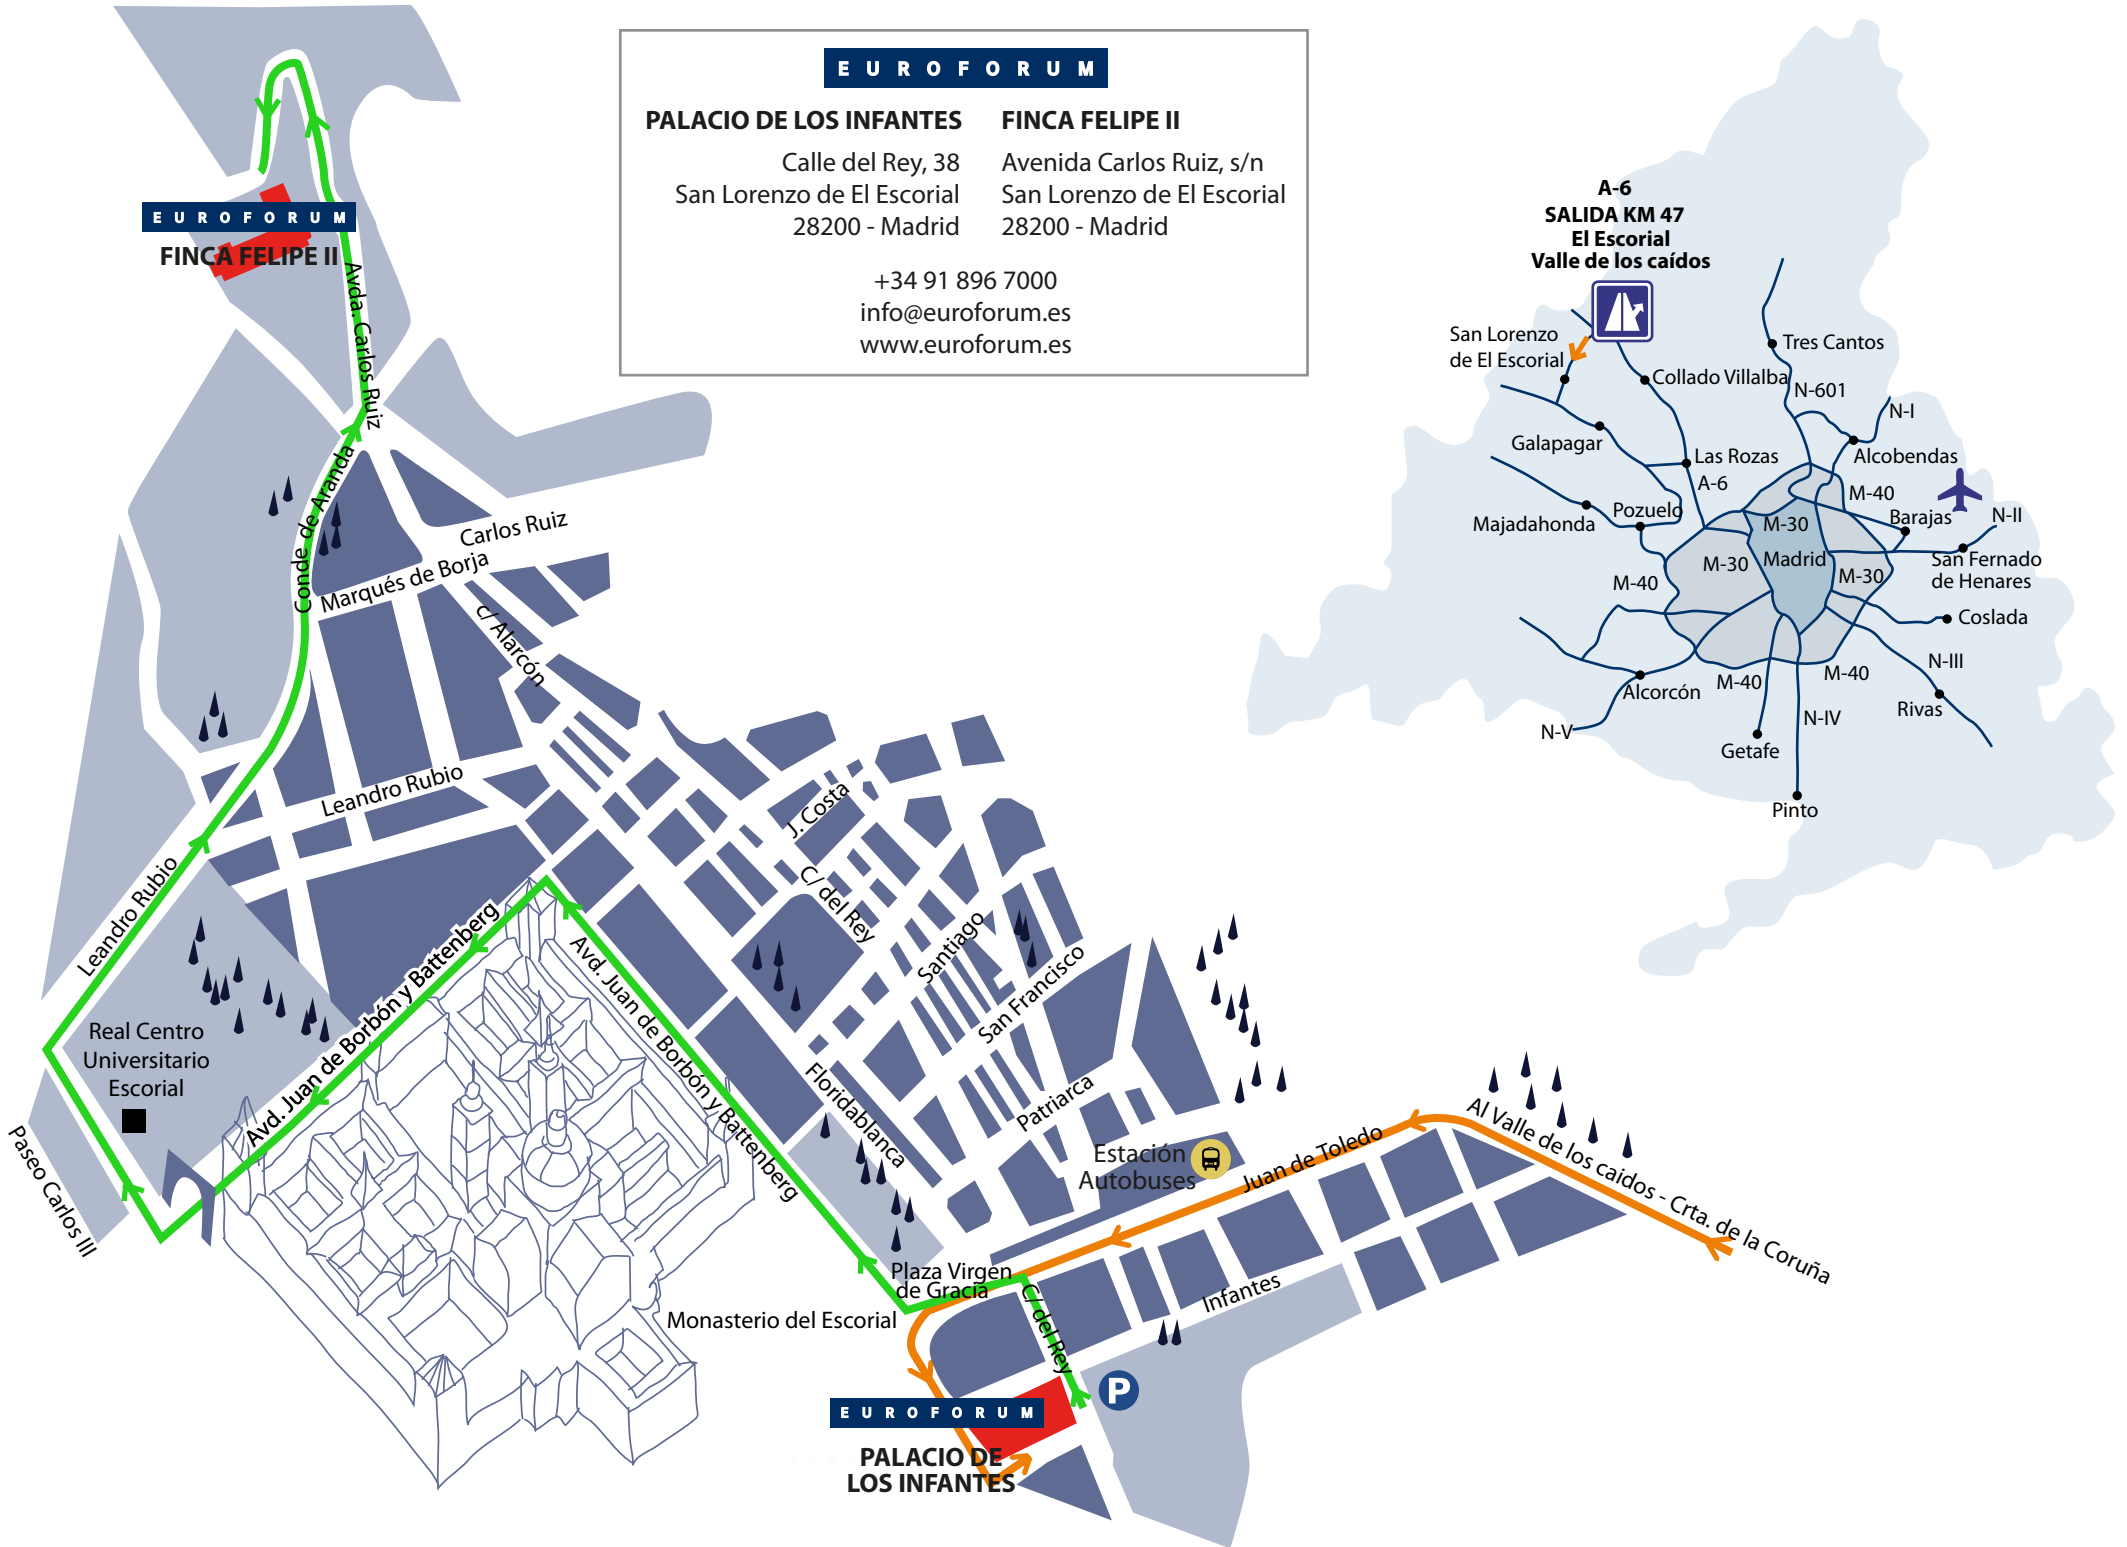 EUROFORUM
PALACIO DE LOS INFANTES
Calle del Rey, 38
San Lorenzo de El Escorial
28200 - Madrid
FINCA FELIPE II
Avenida Carlos Ruiz, s/n
San Lorenzo de El Escorial
28200 - Madrid
+34 91 896 7000
info@euroforum.es
www.euroforum.es
EUROFORUM
FINCA FELIPE II
Avda. Carlos Ruiz
Conde de Aranda
Carlos Ruiz
Marqués de Borja
c/ Alarcón
Leandro Rubio
J. Costa
C/ del Rey
Santiago
San Francisco
Leandro Rubio
Avd. Juan de Borbón y Battenberg
Avd. Juan de Borbón y Battenberg
Real Centro
Universitario
Escorial
Paseo Carlos III
Floridablanca
Patriarca
Estación
Autobuses
Juan de Toledo
Al Valle de los caidos - Crta. de la Coruña
Plaza Virgen
de Gracia
Monasterio del Escorial
C/ del Rey
Infantes
P
EUROFORUM
PALACIO DE
LOS INFANTES
A-6
SALIDA KM 47
El Escorial
Valle de los caídos
San Lorenzo
de El Escorial
Tres Cantos
Collado Villalba
N-601
N-I
Galapagar
Las Rozas
Alcobendas
A-6
M-40
Majadahonda
Pozuelo
M-30
Barajas
N-II
M-30
Madrid
M-30
San Fernado
de Henares
M-40
Coslada
N-III
Alcorcón
M-40
M-40
Rivas
N-V
N-IV
Getafe
Pinto